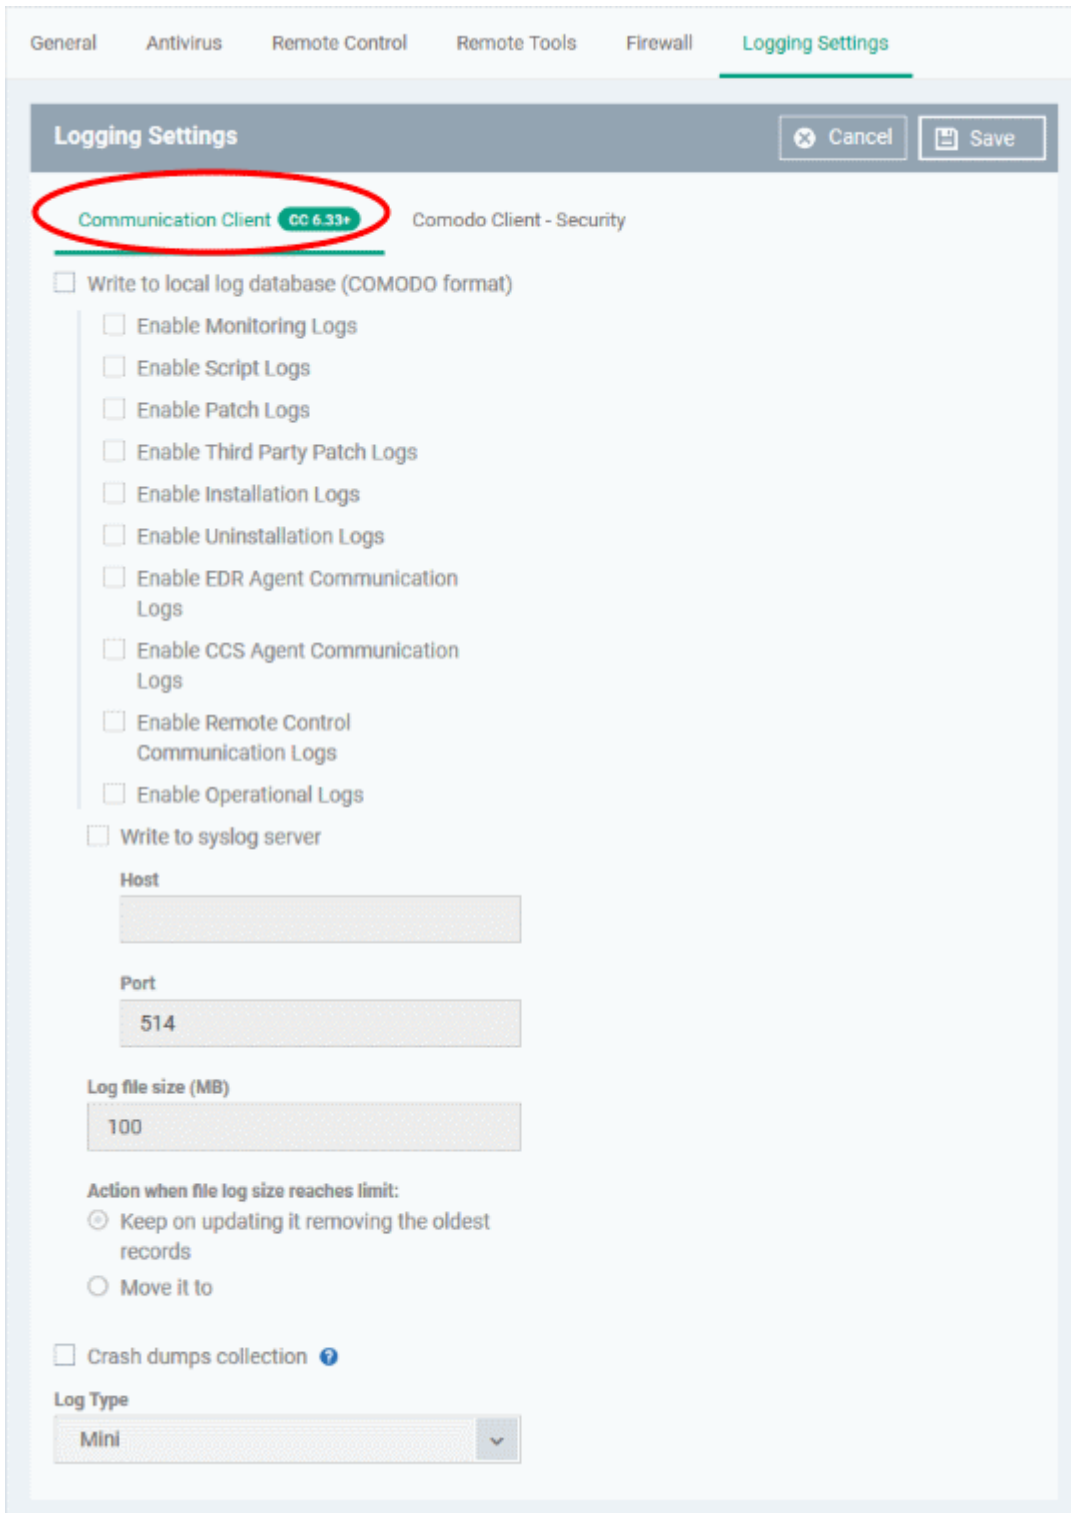 General Antivirus Remote Control Remote Tools Firewall Logging Settings
Logging Settings Cancel Save
Communication Client CC 6.33+ Comodo Client - Security
Write to local log database (COMODO format)
Enable Monitoring Logs
Enable Script Logs
Enable Patch Logs
Enable Third Party Patch Logs
Enable Installation Logs
Enable Uninstallation Logs
Enable EDR Agent Communication
Logs
Enable CCS Agent Communication
Logs
Enable Remote Control
Communication Logs
Enable Operational Logs
Write to syslog server
Host
Port
514
Log file size (MB)
100
Action when file log size reaches limit:
Keep on updating it removing the oldest
records
Move it to
Crash dumps collection ?
Log Type
Mini